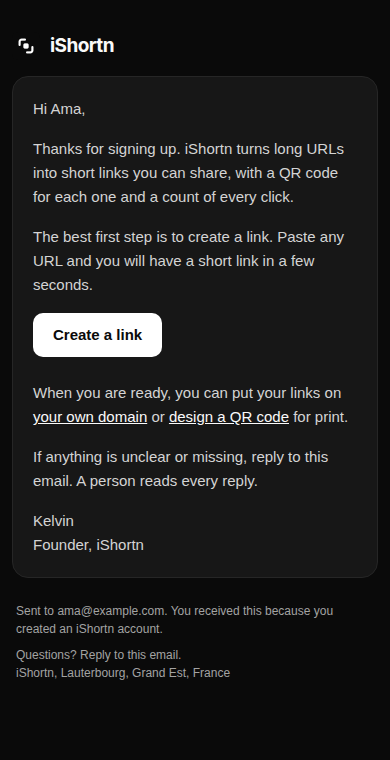 iShortn
Hi Ama,
Thanks for signing up. iShortn turns long URLs
into short links you can share, with a QR code
for each one and a count of every click.
The best first step is to create a link. Paste any
URL and you will have a short link in a few
seconds.
Create a link
When you are ready, you can put your links on
your own domain or design a QR code for print.
If anything is unclear or missing, reply to this
email. A person reads every reply.
Kelvin
Founder, iShortn
Sent to ama@example.com. You received this because you
created an iShortn account.
Questions? Reply to this email.
iShortn, Lauterbourg, Grand Est, France